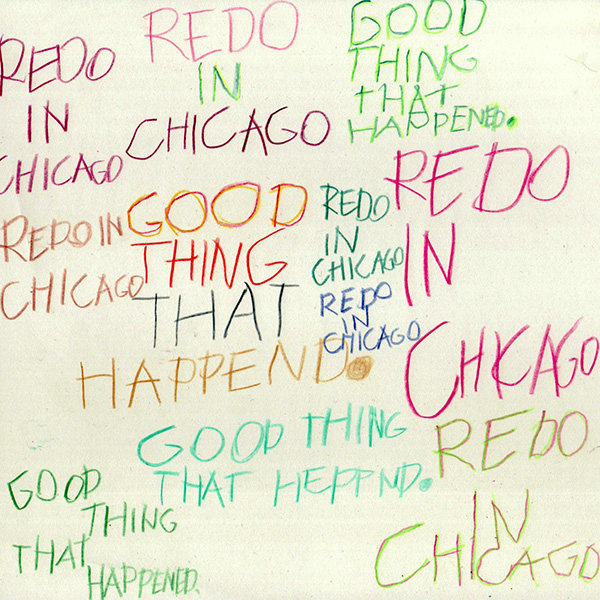 REDO
IN
CHICAGO
REDO
IN
CHICAGO
GOOD
THING
THAT
HAPPENED.
REDO IN
CHICAGO
GOOD
THING
THAT
HAPPEND.
REDO
IN
CHICAGO
REDO
IN
CHICAGO
REDO
IN
CHICAGO
GOOD THING
THAT HEPPND.
REDO
IN
CHICAGO
GOOD
THING
THAT
HAPPENED.